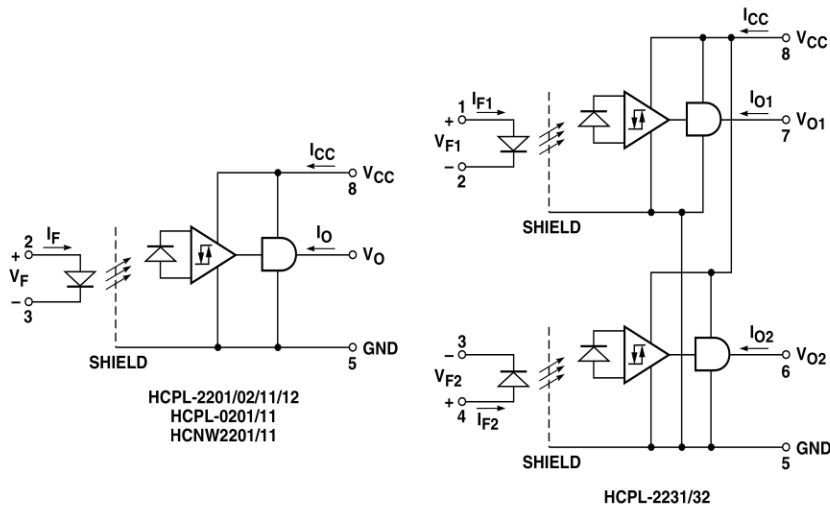 I_CC
V_CC
8
I_F
2
+
V_F
–
3
I_O
V_O
SHIELD
GND
5
HCPL-2201/02/11/12
HCPL-0201/11
HCNW2201/11
I_CC
V_CC
8
1
I_F1
+
V_F1
–
2
I_O1
V_O1
7
SHIELD
3
–
V_F2
+
4
I_F2
I_O2
V_O2
6
SHIELD
GND
5
HCPL-2231/32